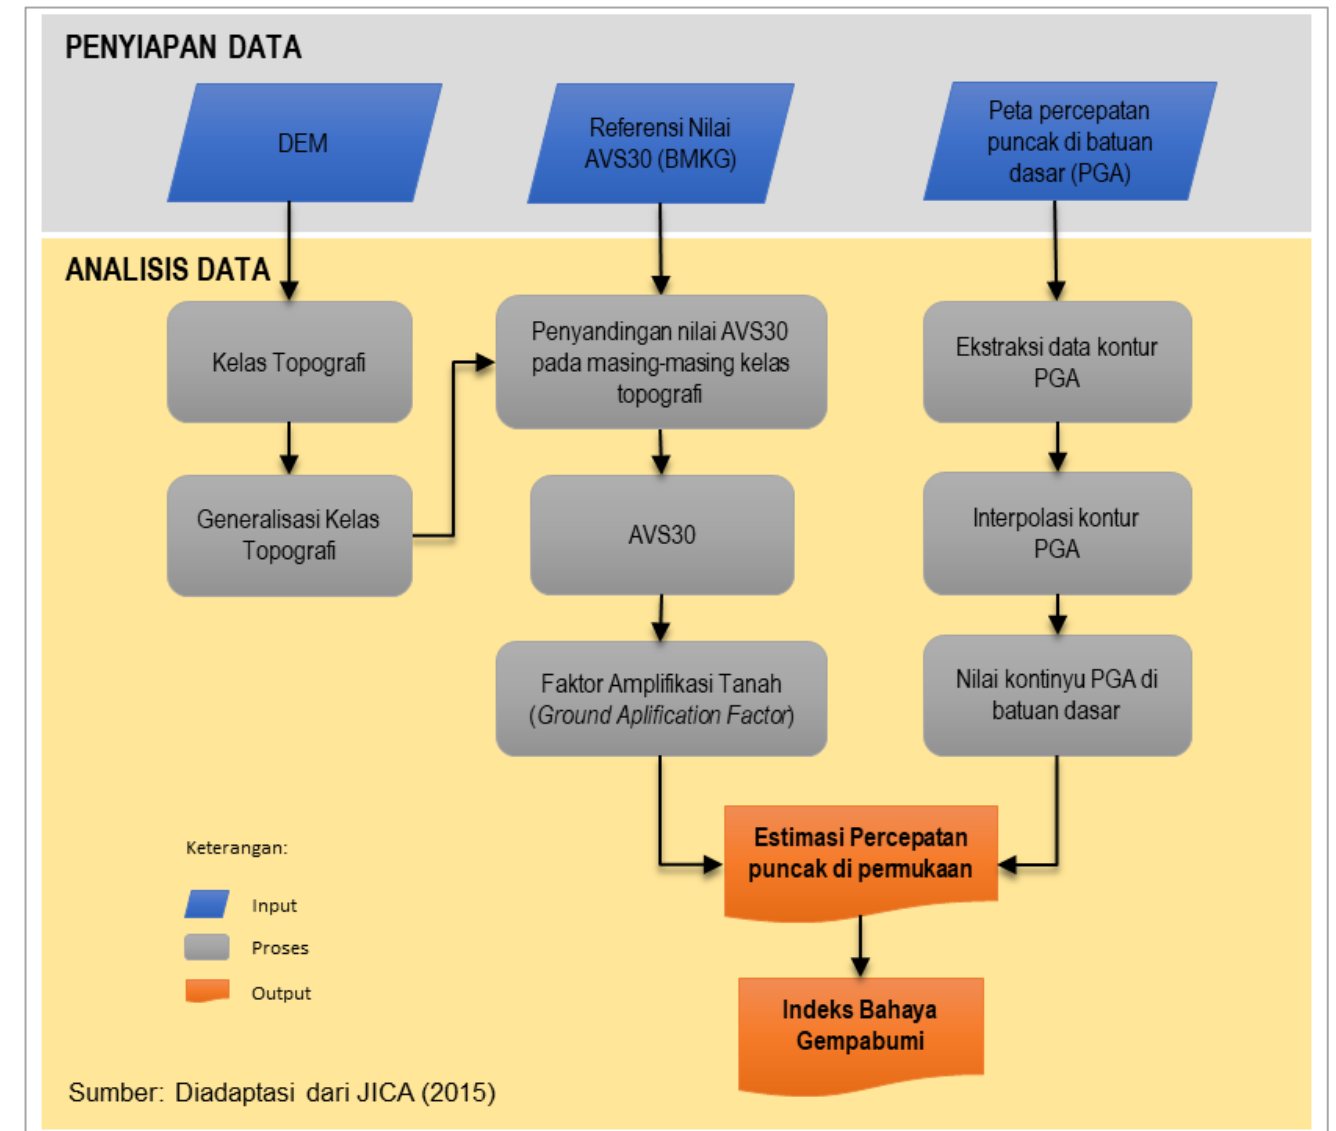 PENYIAPAN DATA
DEM
Referensi Nilai
AVS30 (BMKG)
Peta percepatan
puncak di batuan
dasar (PGA)
ANALISIS DATA
Kelas Topografi
Penyandingan nilai AVS30
pada masing-masing kelas
topografi
Ekstraksi data kontur
PGA
Generalisasi Kelas
Topografi
AVS30
Interpolasi kontur
PGA
Faktor Amplifikasi Tanah
(Ground Aplification Factor)
Nilai kontinyu PGA di
batuan dasar
Estimasi Percepatan
puncak di permukaan
Indeks Bahaya
Gempabumi
Keterangan:
Input
Proses
Output
Sumber: Diadaptasi dari JICA (2015)